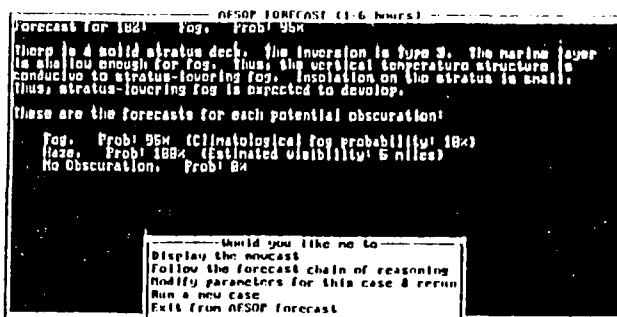 AESOP FORECAST (1-6 hours)
Forecast for 18Z: Fog, Prob: 95%
There is a solid stratus deck. The inversion is Type 3. The marine layer
is shallow enough for fog. Thus, the vertical temperature structure is
conducive to stratus-lowering fog. Insolation on the stratus is small.
Thus, stratus-lowering fog is expected to develop.
These are the forecasts for each potential obscuration:
Fog, Prob: 95% (Climatological fog probability: 10%)
Haze, Prob: 100% (Estimated visibility: 6 miles)
No Obscuration, Prob: 0%
Would you like me to
Display the nowcast
Follow the forecast chain of reasoning
Modify parameters for this case & rerun
Run a new case
Exit from AESOP forecast